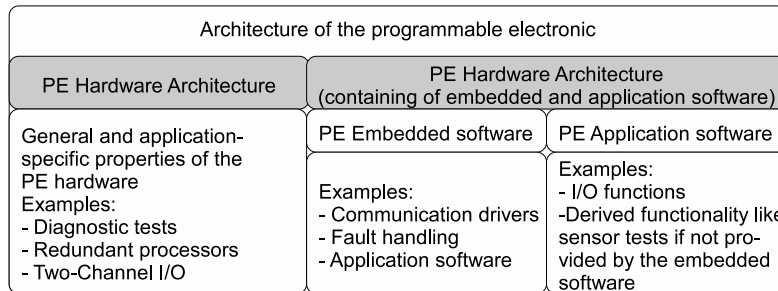 Architecture of the programmable electronic
PE Hardware Architecture
PE Hardware Architecture
(containing of embedded and application software)
General and application-
specific properties of the
PE hardware
Examples:
- Diagnostic tests
- Redundant processors
- Two-Channel I/O
PE Embedded software
Examples:
- Communication drivers
- Fault handling
- Application software
PE Application software
Examples:
- I/O functions
-Derived functionality like
sensor tests if not pro-
vided by the embedded
software